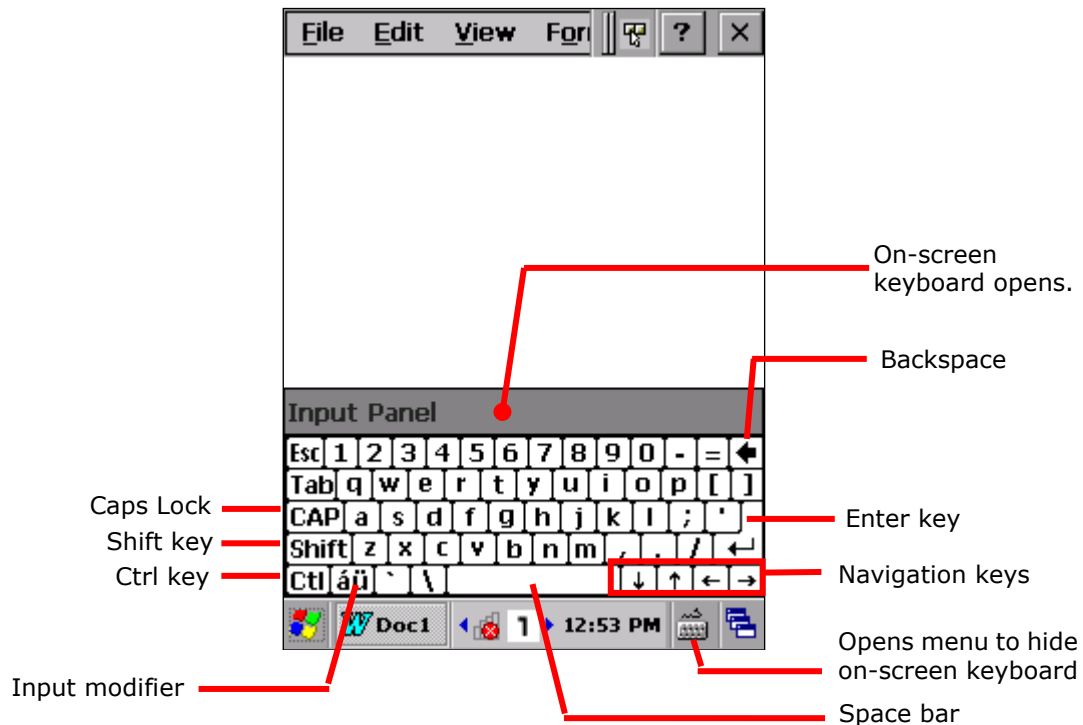 File Edit View For ?
On-screen
keyboard opens.
Backspace
Input Panel
Esc 1 2 3 4 5 6 7 8 9 0 - =
Tab q w e r t y u i o p [ ]
Caps Lock
CAP a s d f g h j k l ; '
Enter key
Shift key
Shift z x c v b n m , . / ↵
Ctrl key
Ctl áü ` \ ↓ ↑ ← →
Navigation keys
Doc1 1 12:53 PM
Opens menu to hide
on-screen keyboard
Input modifier
Space bar